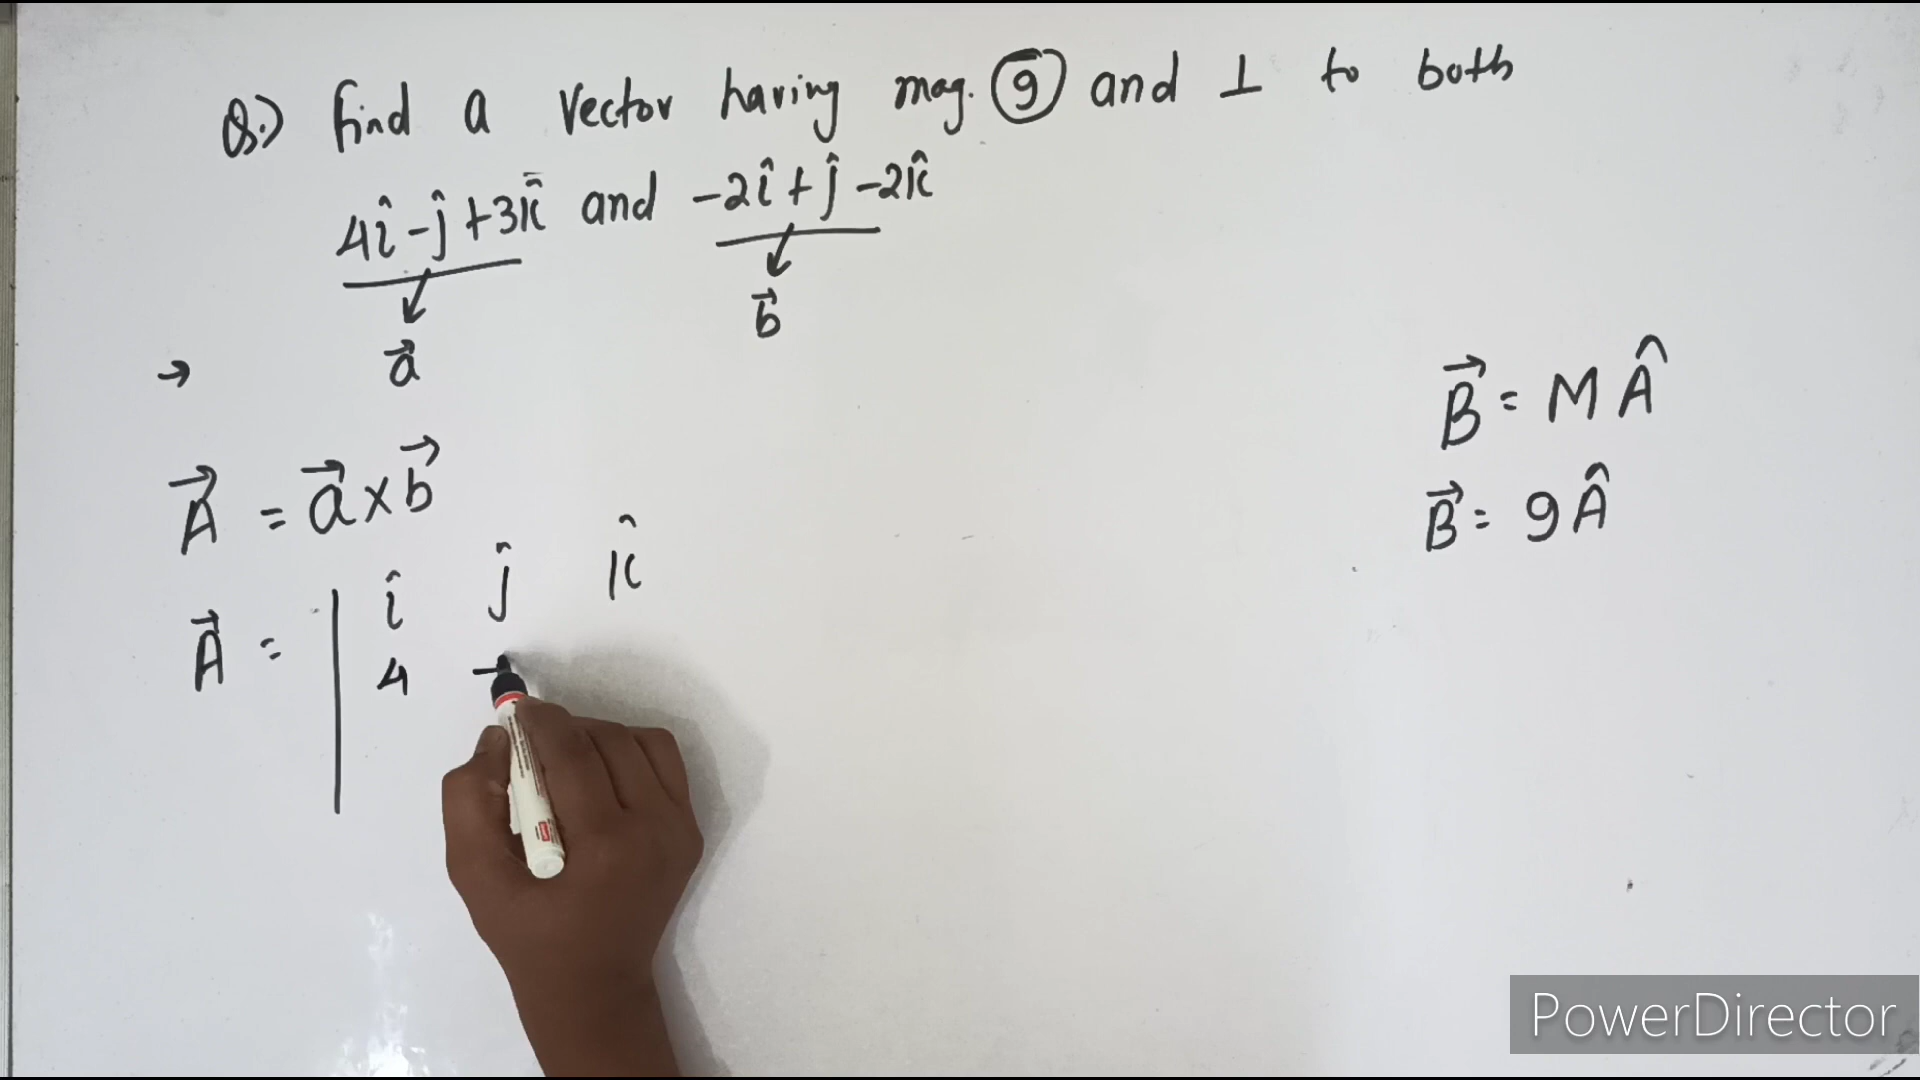 Q.) find a vector having mag. 9 and ⊥ to both
4î - ĵ + 3k̄ and -2î + ĵ - 2k̂
a⃗
b⃗
→
B⃗ = M Â
A⃗ = a⃗ × b⃗
B⃗ = 9 Â
î ĵ k̂
A⃗ = |
4 -
PowerDirector